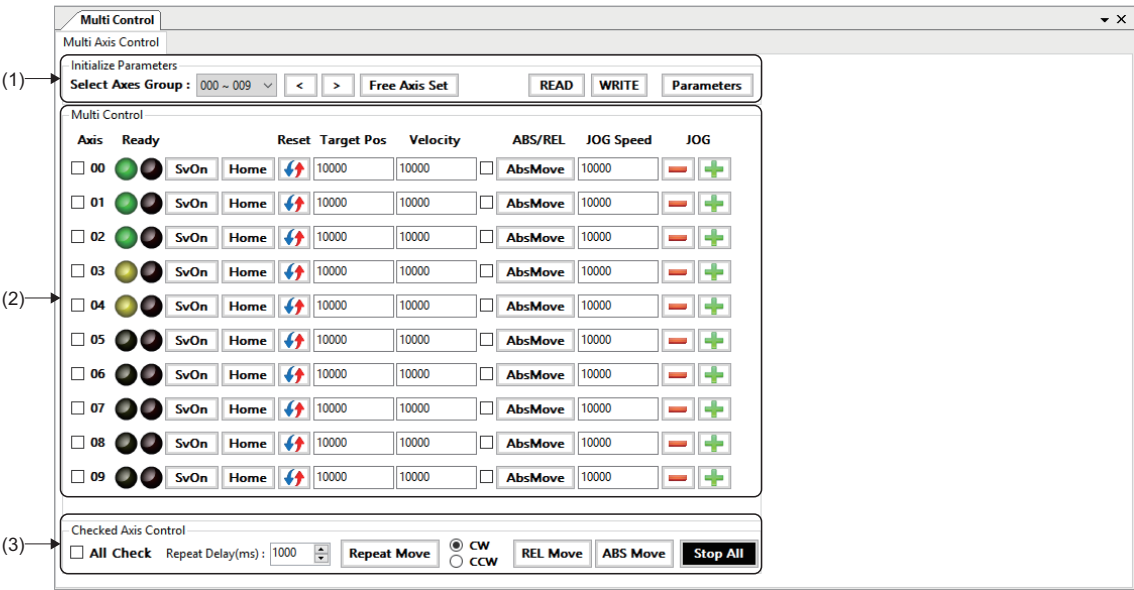 Multi Control
Multi Axis Control
(1)
Initialize Parameters
Select Axes Group : 000 ~ 009 < > Free Axis Set READ WRITE Parameters
(2)
Multi Control
Axis Ready Reset Target Pos Velocity ABS/REL JOG Speed JOG
00 SvOn Home 10000 10000 AbsMove 10000
01 SvOn Home 10000 10000 AbsMove 10000
02 SvOn Home 10000 10000 AbsMove 10000
03 SvOn Home 10000 10000 AbsMove 10000
04 SvOn Home 10000 10000 AbsMove 10000
05 SvOn Home 10000 10000 AbsMove 10000
06 SvOn Home 10000 10000 AbsMove 10000
07 SvOn Home 10000 10000 AbsMove 10000
08 SvOn Home 10000 10000 AbsMove 10000
09 SvOn Home 10000 10000 AbsMove 10000
(3)
Checked Axis Control
All Check Repeat Delay(ms) : 1000 Repeat Move CW CCW REL Move ABS Move Stop All